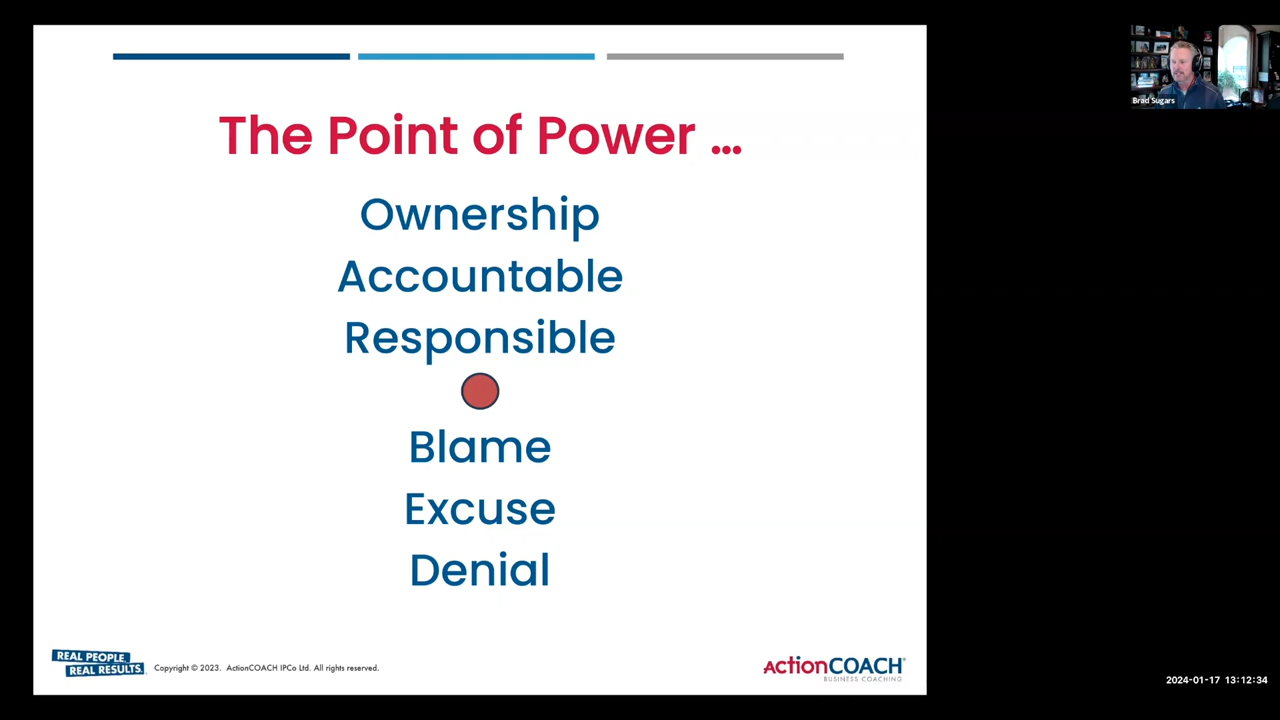 Brad Sugars
The Point of Power ...
Ownership
Accountable
Responsible
Blame
Excuse
Denial
REAL PEOPLE.
REAL RESULTS.
Copyright © 2023. ActionCOACH IPCo Ltd. All rights reserved.
actionCOACH®
BUSINESS COACHING
2024-01-17 13:12:34